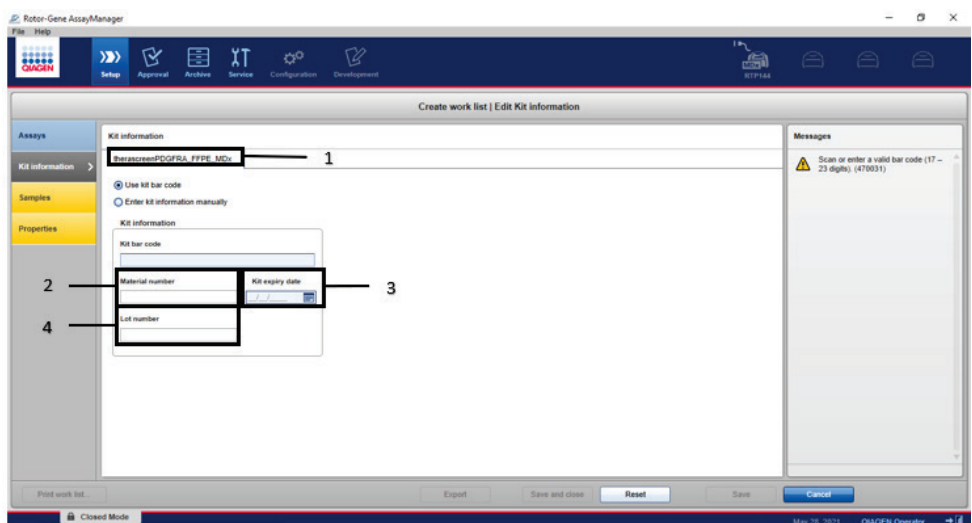 Rotor-Gene AssayManager
File Help
QIAGEN
Setup Approval Archive Service Configuration Development
MDx
RTP144
Create work list | Edit Kit information
Assays
Kit information
Samples
Properties
Kit information
therascreenPDGFRA_FFPE_MDx
1
Use kit bar code
Enter kit information manually
Kit information
Kit bar code
2
Material number
Kit expiry date
3
4
Lot number
Messages
Scan or enter a valid bar code (17 –
23 digits). (470031)
Print work list...
Export
Save and close
Reset
Save
Cancel
Closed Mode
May 28, 2021
QIAGEN Operator